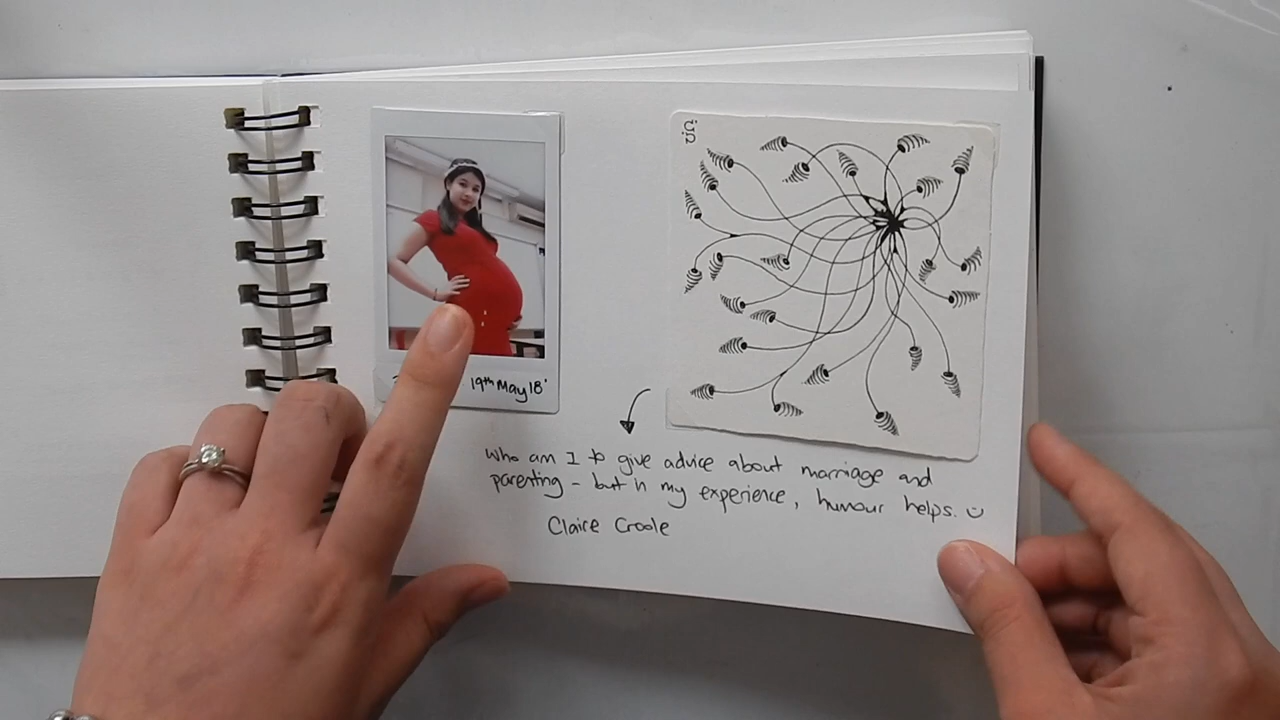 19th May 18'
Who am I to give advice about marriage and
parenting - but in my experience, humour helps. ☺
Claire Croole